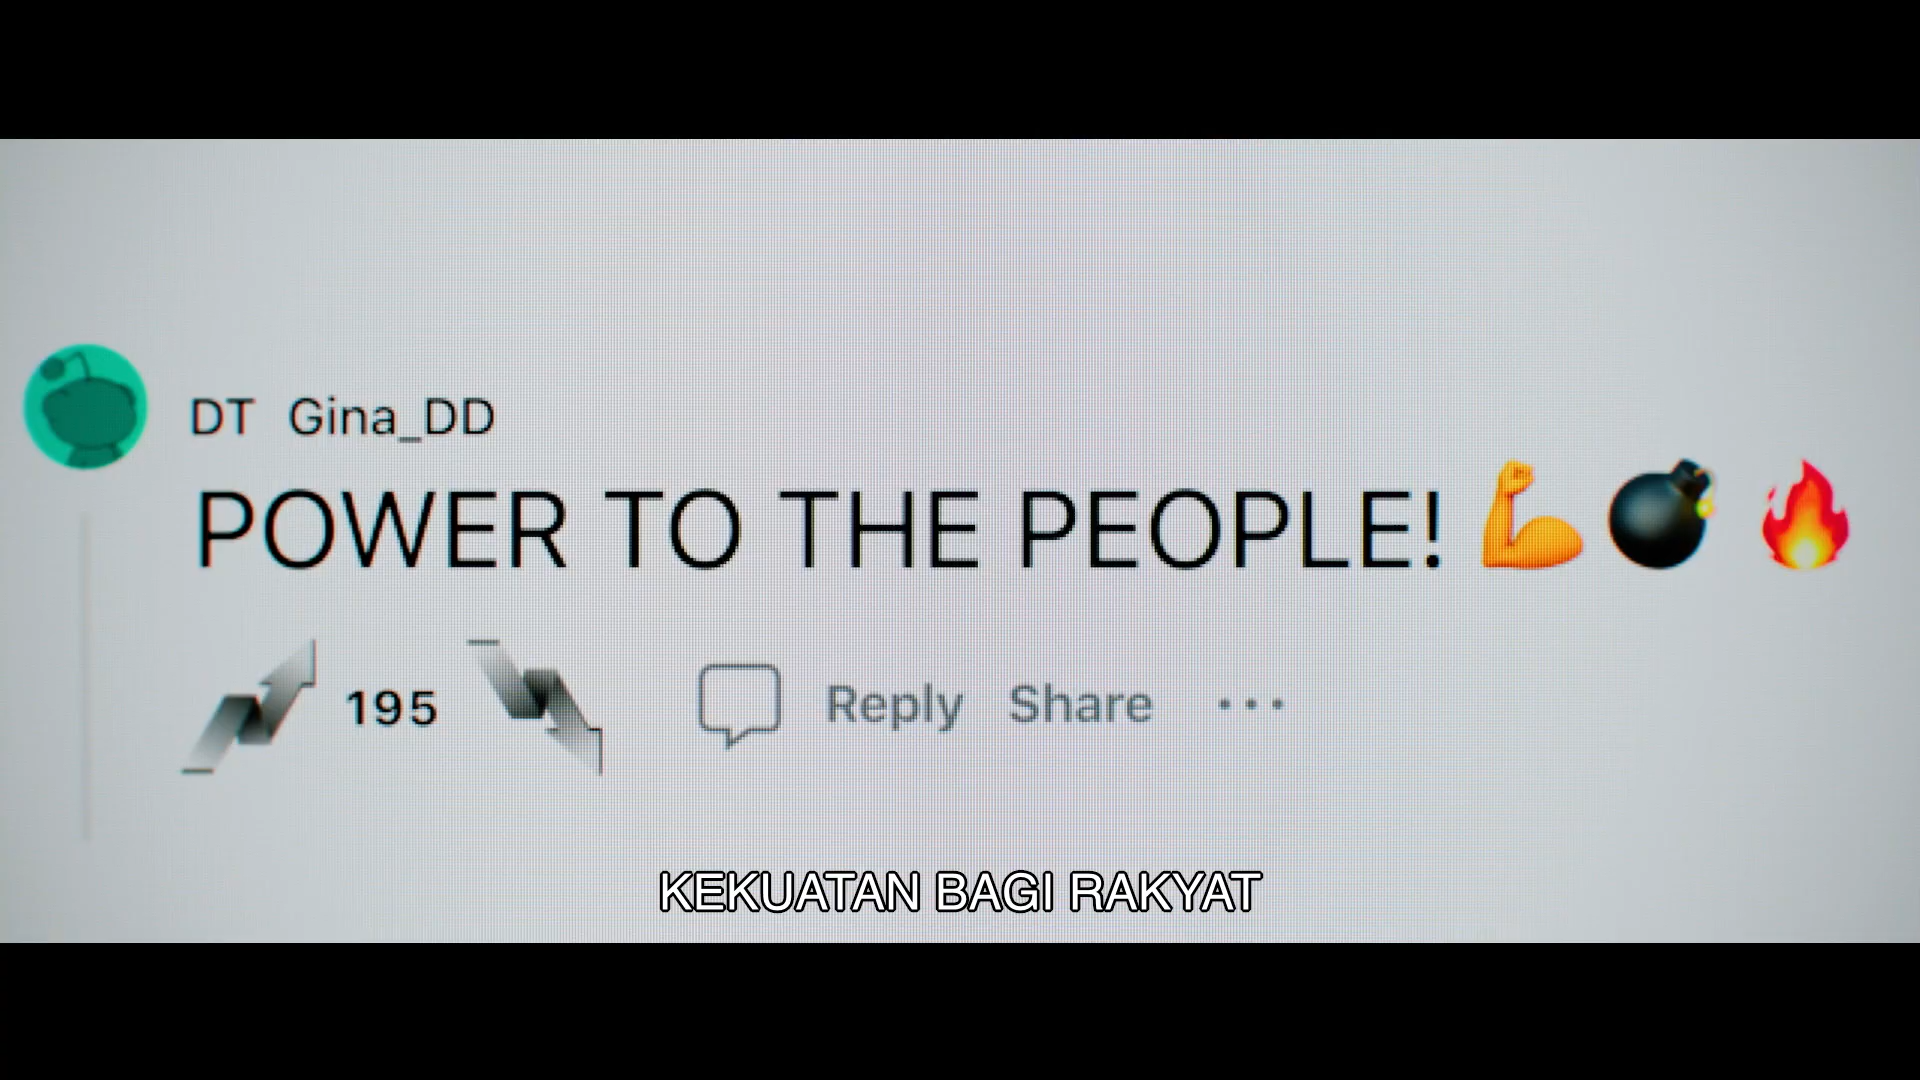 DT Gina_DD
POWER TO THE PEOPLE! 💪💣🔥
195 Reply Share ...
KEKUATAN BAGI RAKYAT